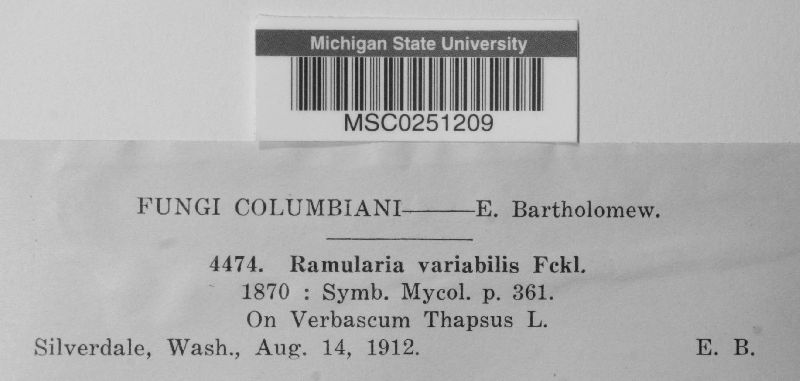 Michigan State University
MSC0251209
FUNGI COLUMBIANI———E. Bartholomew.
4474. Ramularia variabilis Fckl.
1870 : Symb. Mycol. p. 361.
On Verbascum Thapsus L.
Silverdale, Wash., Aug. 14, 1912. E. B.